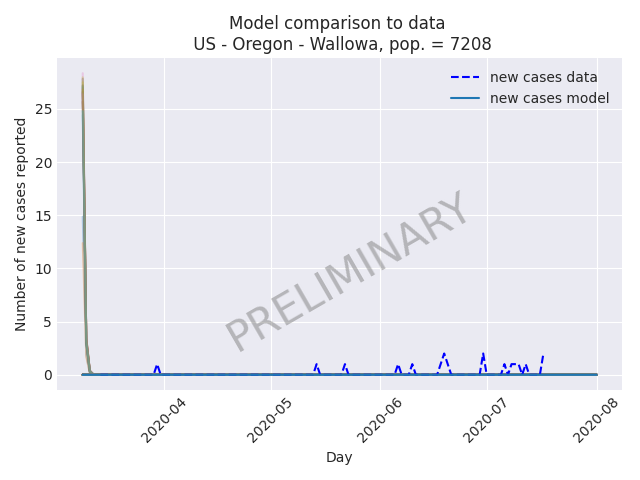 Model comparison to data
US - Oregon - Wallowa, pop. = 7208
new cases data
new cases model
Number of new cases reported
25
20
15
10
5
0
PRELIMINARY
2020-04
2020-05
2020-06
2020-07
2020-08
Day